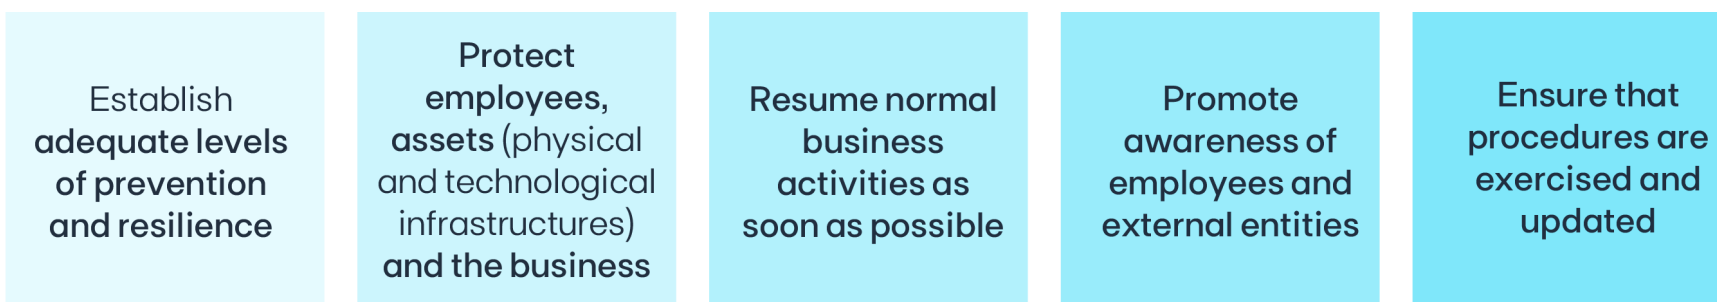 Establish
adequate levels
of prevention
and resilience
Protect
employees,
assets (physical
and technological
infrastructures)
and the business
Resume normal
business
activities as
soon as possible
Promote
awareness of
employees and
external entities
Ensure that
procedures are
exercised and
updated